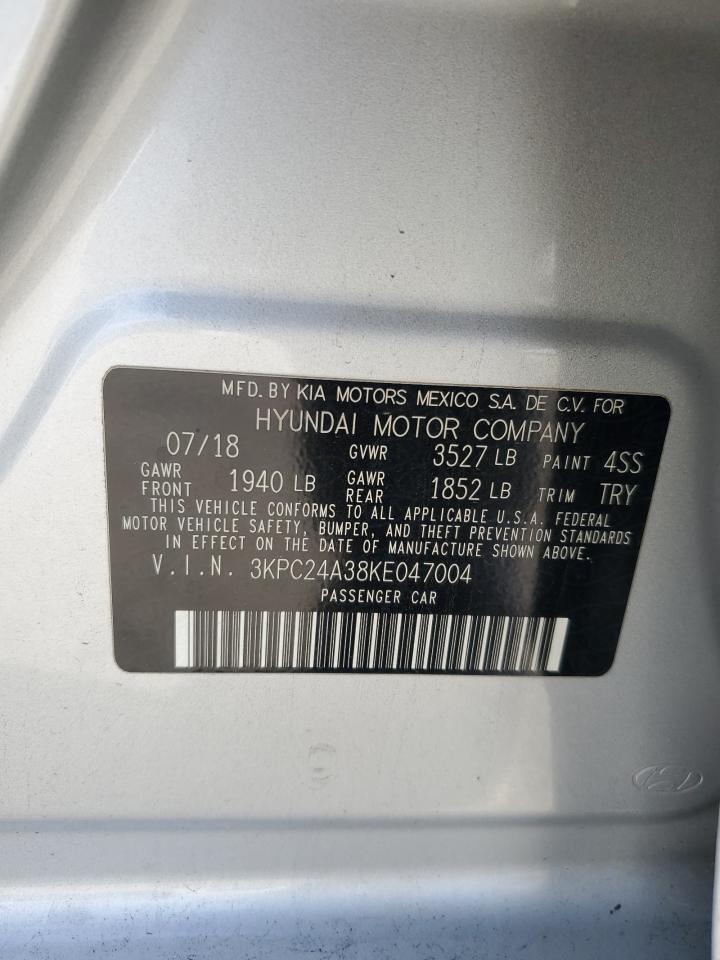 MFD. BY KIA MOTORS MEXICO S.A. DE C.V. FOR
HYUNDAI MOTOR COMPANY
07/18 GVWR 3527 LB PAINT 4SS
GAWR FRONT 1940 LB GAWR REAR 1852 LB TRIM TRY
THIS VEHICLE CONFORMS TO ALL APPLICABLE U.S.A. FEDERAL
MOTOR VEHICLE SAFETY, BUMPER, AND THEFT PREVENTION STANDARDS
IN EFFECT ON THE DATE OF MANUFACTURE SHOWN ABOVE.
V.I.N. 3KPC24A38KE047004
PASSENGER CAR